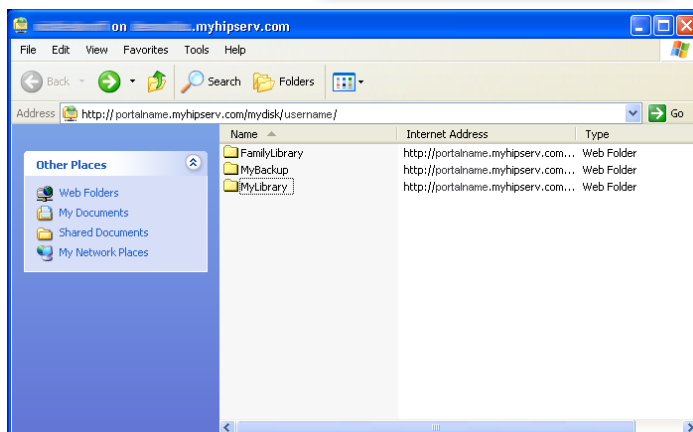 on .myhipserv.com
File Edit View Favorites Tools Help
Back Search Folders
Address http://portalname.myhipserv.com/mydisk/username/ Go
Name Internet Address Type
Other Places
Web Folders
My Documents
Shared Documents
My Network Places
FamilyLibrary http://portalname.myhipserv.com... Web Folder
MyBackup http://portalname.myhipserv.com... Web Folder
MyLibrary http://portalname.myhipserv.com... Web Folder